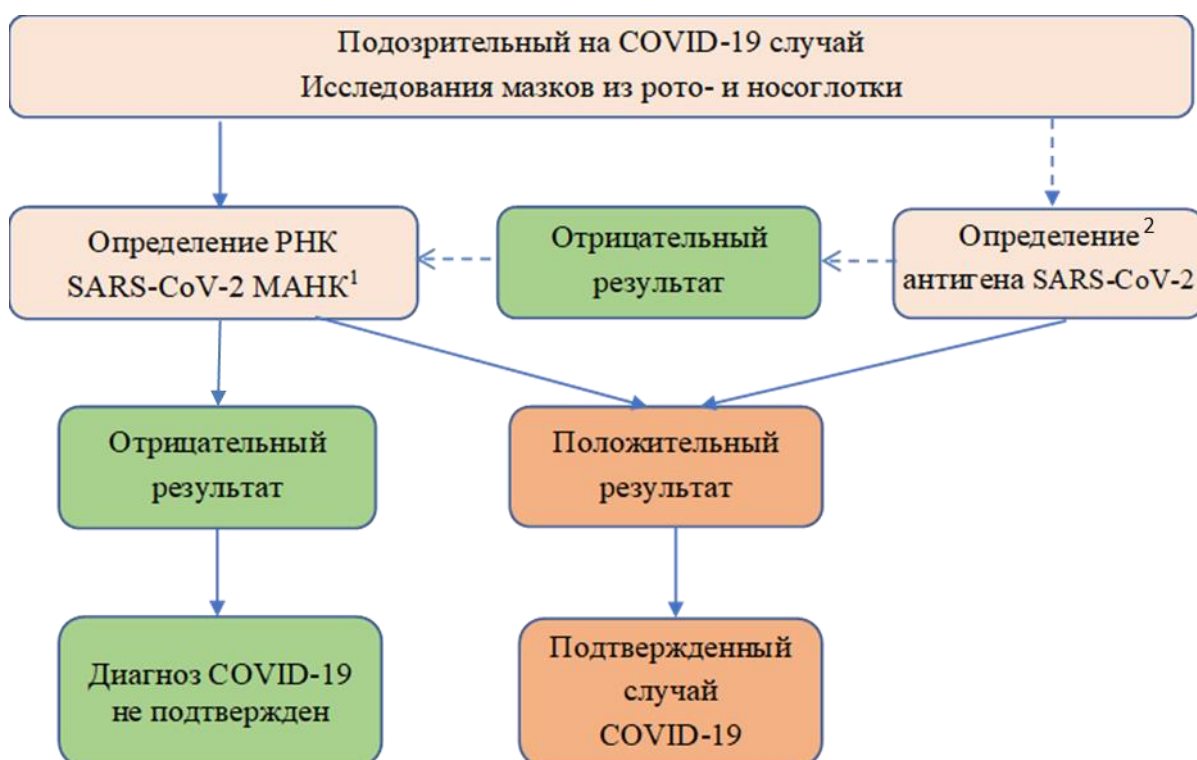 Подозрительный на COVID-19 случай
Исследования мазков из рото- и носоглотки
Определение РНК
SARS-CoV-2 МАНК¹
Отрицательный
результат
Определение²
антигена SARS-CoV-2
Отрицательный
результат
Положительный
результат
Диагноз COVID-19
не подтвержден
Подтвержденный
случай
COVID-19